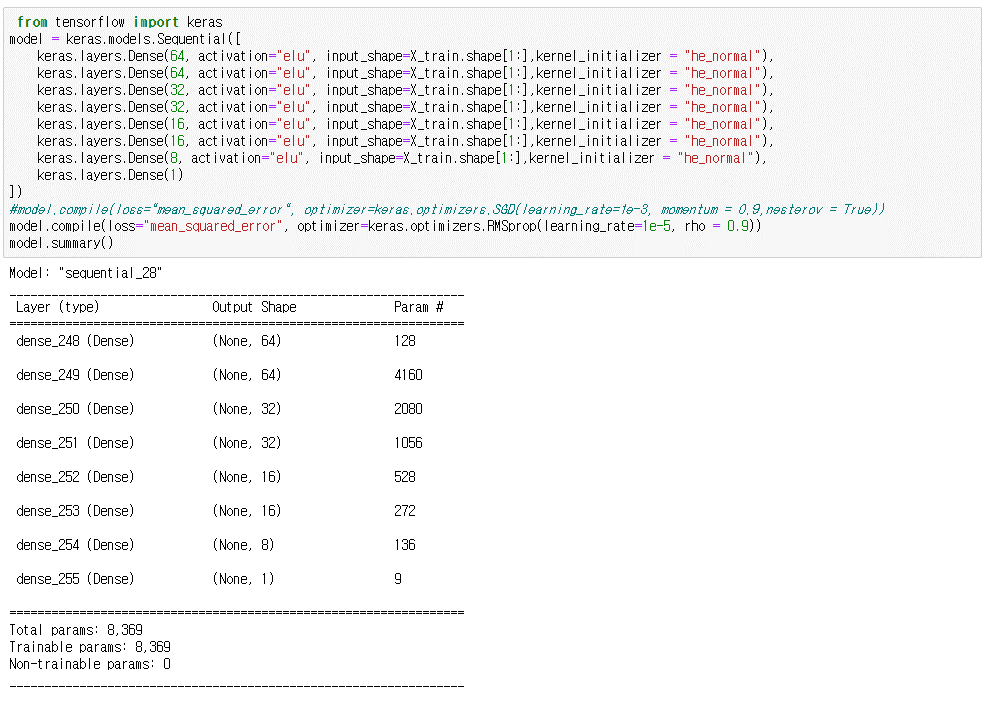 from tensorflow import keras
model = keras.models.Sequential([
    keras.layers.Dense(64, activation="elu", input_shape=X_train.shape[1:],kernel_initializer = "he_normal"),
    keras.layers.Dense(64, activation="elu", input_shape=X_train.shape[1:],kernel_initializer = "he_normal"),
    keras.layers.Dense(32, activation="elu", input_shape=X_train.shape[1:],kernel_initializer = "he_normal"),
    keras.layers.Dense(32, activation="elu", input_shape=X_train.shape[1:],kernel_initializer = "he_normal"),
    keras.layers.Dense(16, activation="elu", input_shape=X_train.shape[1:],kernel_initializer = "he_normal"),
    keras.layers.Dense(16, activation="elu", input_shape=X_train.shape[1:],kernel_initializer = "he_normal"),
    keras.layers.Dense(8, activation="elu", input_shape=X_train.shape[1:],kernel_initializer = "he_normal"),
    keras.layers.Dense(1)
])
#model.compile(loss="mean_squared_error", optimizer=keras.optimizers.SGD(learning_rate=1e-3, momentum = 0.9,nesterov = True))
model.compile(loss="mean_squared_error", optimizer=keras.optimizers.RMSprop(learning_rate=1e-5, rho = 0.9))
model.summary()
Model: "sequential_28"
Layer (type) Output Shape Param #
dense_248 (Dense) (None, 64) 128
dense_249 (Dense) (None, 64) 4160
dense_250 (Dense) (None, 32) 2080
dense_251 (Dense) (None, 32) 1056
dense_252 (Dense) (None, 16) 528
dense_253 (Dense) (None, 16) 272
dense_254 (Dense) (None, 8) 136
dense_255 (Dense) (None, 1) 9
Total params: 8,369
Trainable params: 8,369
Non-trainable params: 0